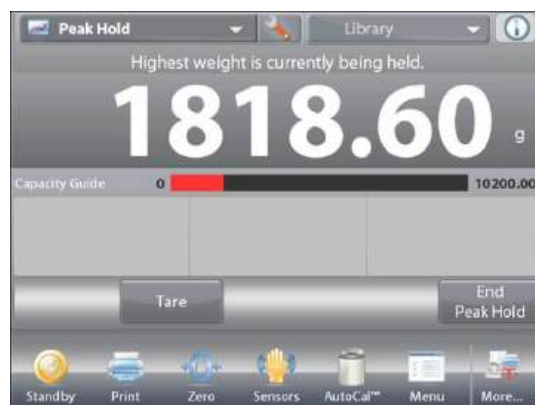 Peak Hold
Library
Highest weight is currently being held.
1818.60 g
Capacity Guide 0 10200.00
Tare
End
Peak Hold
Standby Print Zero Sensors AutoCal™ Menu More...